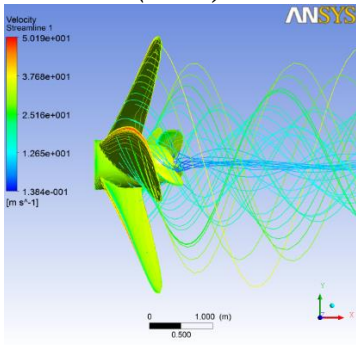 Velocity
Streamline 1
ANSYS
5.019e+001
3.768e+001
2.516e+001
1.265e+001
1.384e-001
[m s^-1]
0 1.000 (m)
0.500
Y
Z X